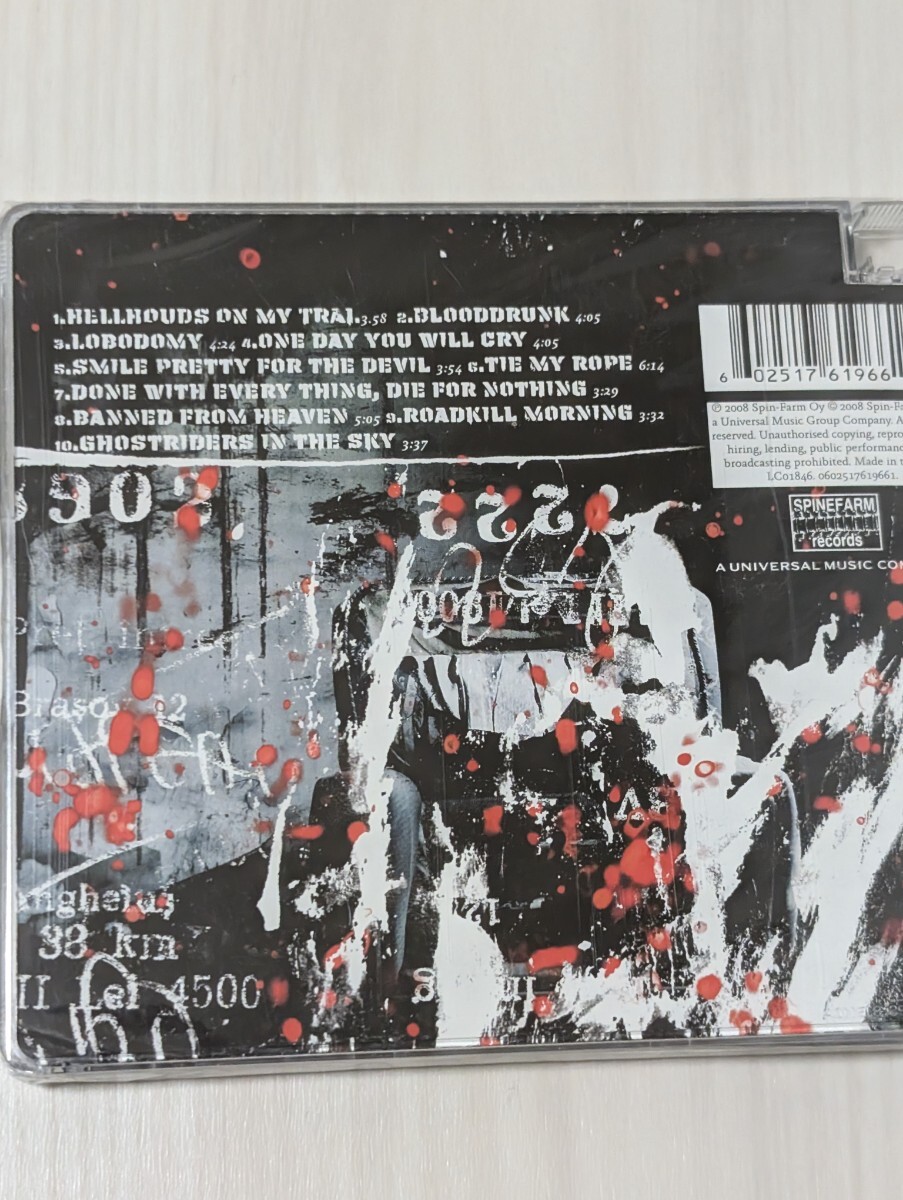 1.HELLHOUDS ON MY TRAI.3:58 2.BLOODDRUNK 4:05
3.LOBODOMY 4:24 4.ONE DAY YOU WILL CRY 4:05
5.SMILE PRETTY FOR THE DEVIL 3:54 6.TIE MY ROPE 6:14
7.DONE WITH EVERY THING, DIE FOR NOTHING 3:29
8.BANNED FROM HEAVEN 5:05 9.ROADKILL MORNING 3:32
10.GHOSTRIDERS IN THE SKY 3:37
6 02517 61966
℗ 2008 Spin-Farm Oy © 2008 Spin-Fa
a Universal Music Group Company. A
reserved. Unauthorised copying, repro
hiring, lending, public performance
broadcasting prohibited. Made in t
LC01846. 0602517619661.
SPINEFARM
records
A UNIVERSAL MUSIC COM
38 km
II Lei 4500